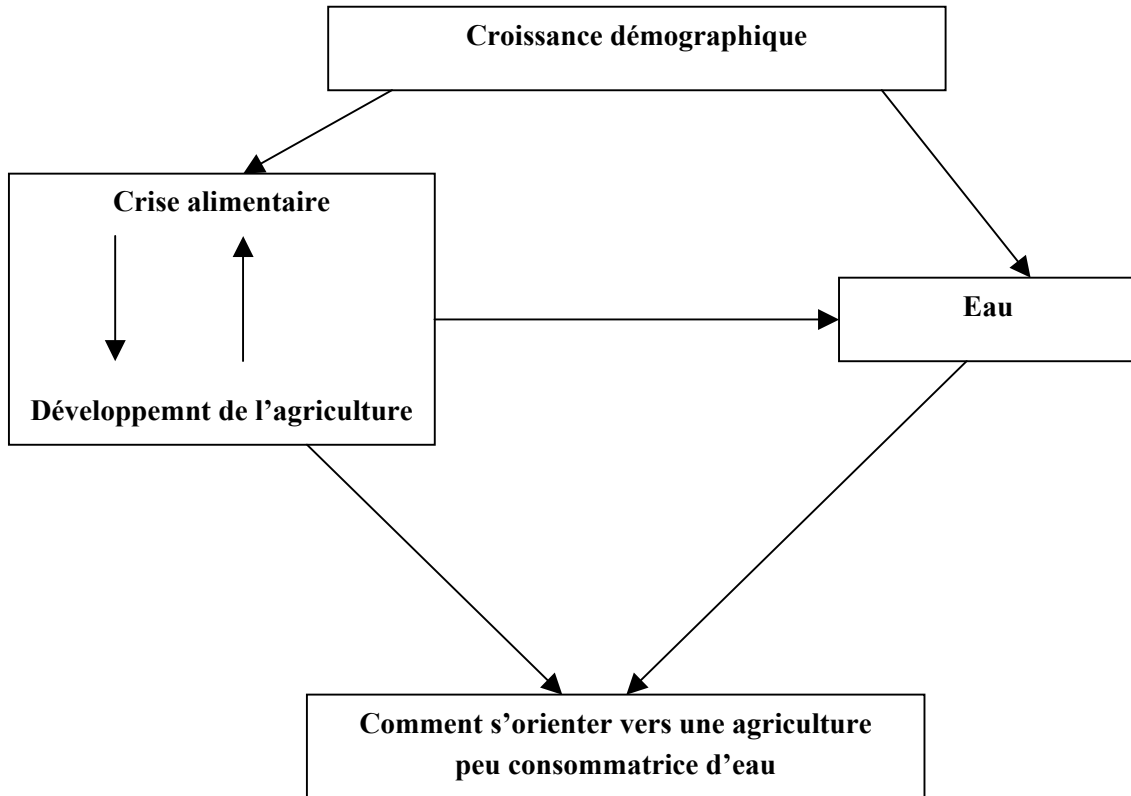 Croissance démographique
Crise alimentaire
Eau
Développemnt de l’agriculture
Comment s’orienter vers une agriculture
peu consommatrice d’eau